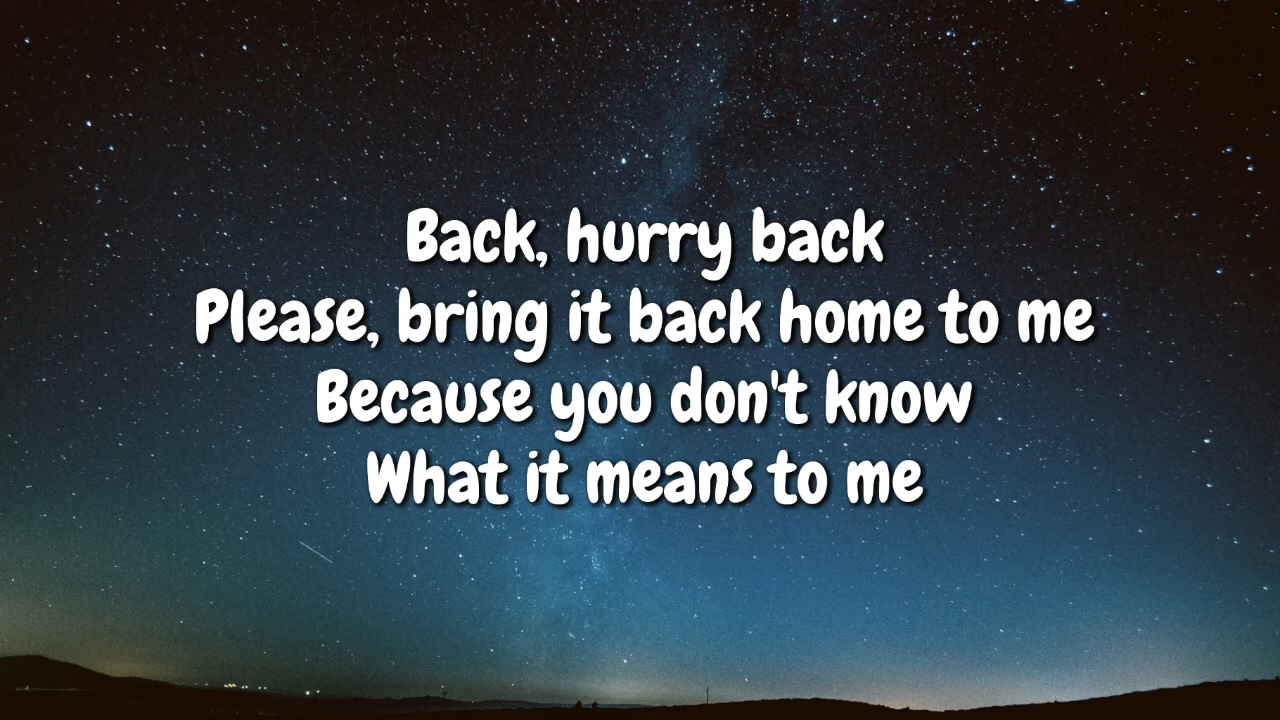 Back, hurry back
Please, bring it back home to me
Because you don't know
What it means to me